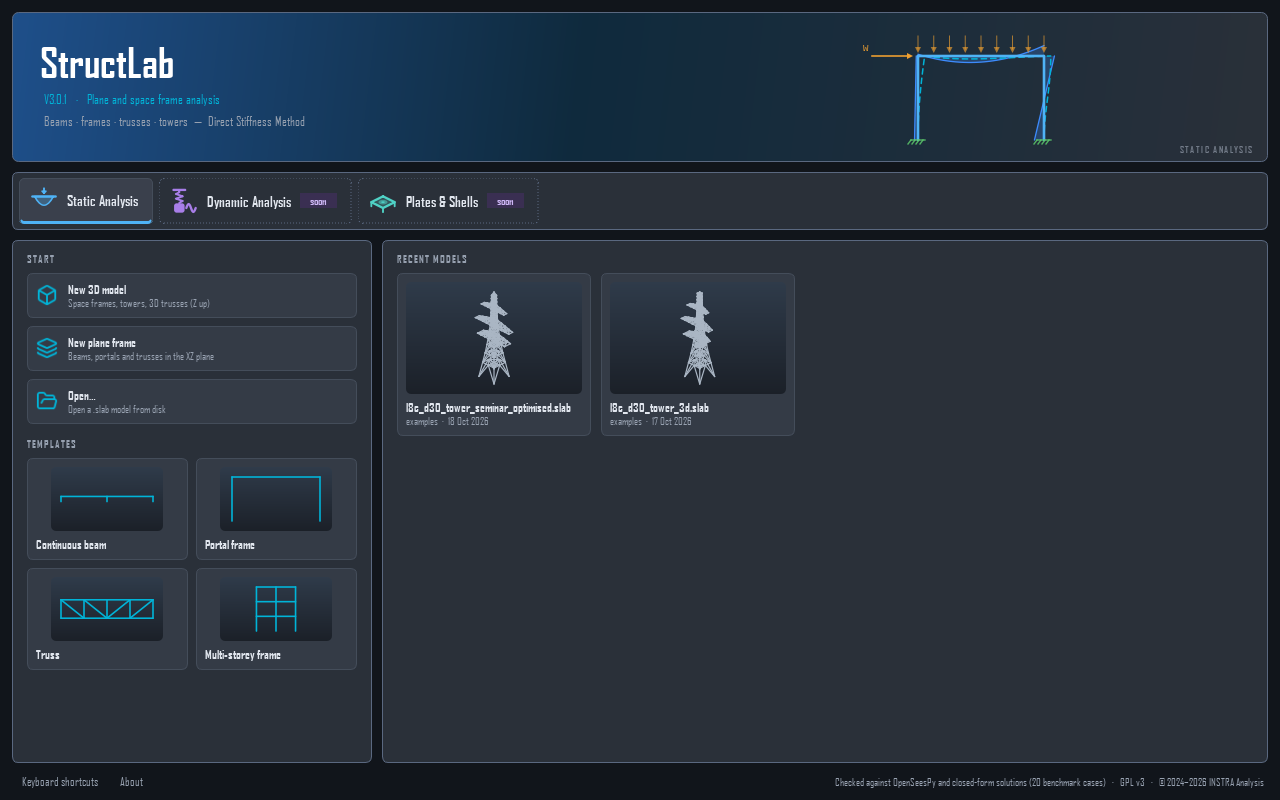 StructLab
V3.0.1 · Plane and space frame analysis
Beams · frames · trusses · towers — Direct Stiffness Method
W
STATIC ANALYSIS
Static Analysis
Dynamic Analysis SOON
Plates & Shells SOON
START
New 3D model
Space frames, towers, 3D trusses (Z up)
New plane frame
Beams, portals and trusses in the XZ plane
Open...
Open a .slab model from disk
TEMPLATES
Continuous beam
Portal frame
Truss
Multi-storey frame
RECENT MODELS
l8c_d30_tower_seminar_optimised.slab
examples · 18 Oct 2026
l8c_d30_tower_3d.slab
examples · 17 Oct 2026
Keyboard shortcuts
About
Checked against OpenSeesPy and closed-form solutions (20 benchmark cases) · GPL v3 · © 2024–2026 INSTRA Analysis